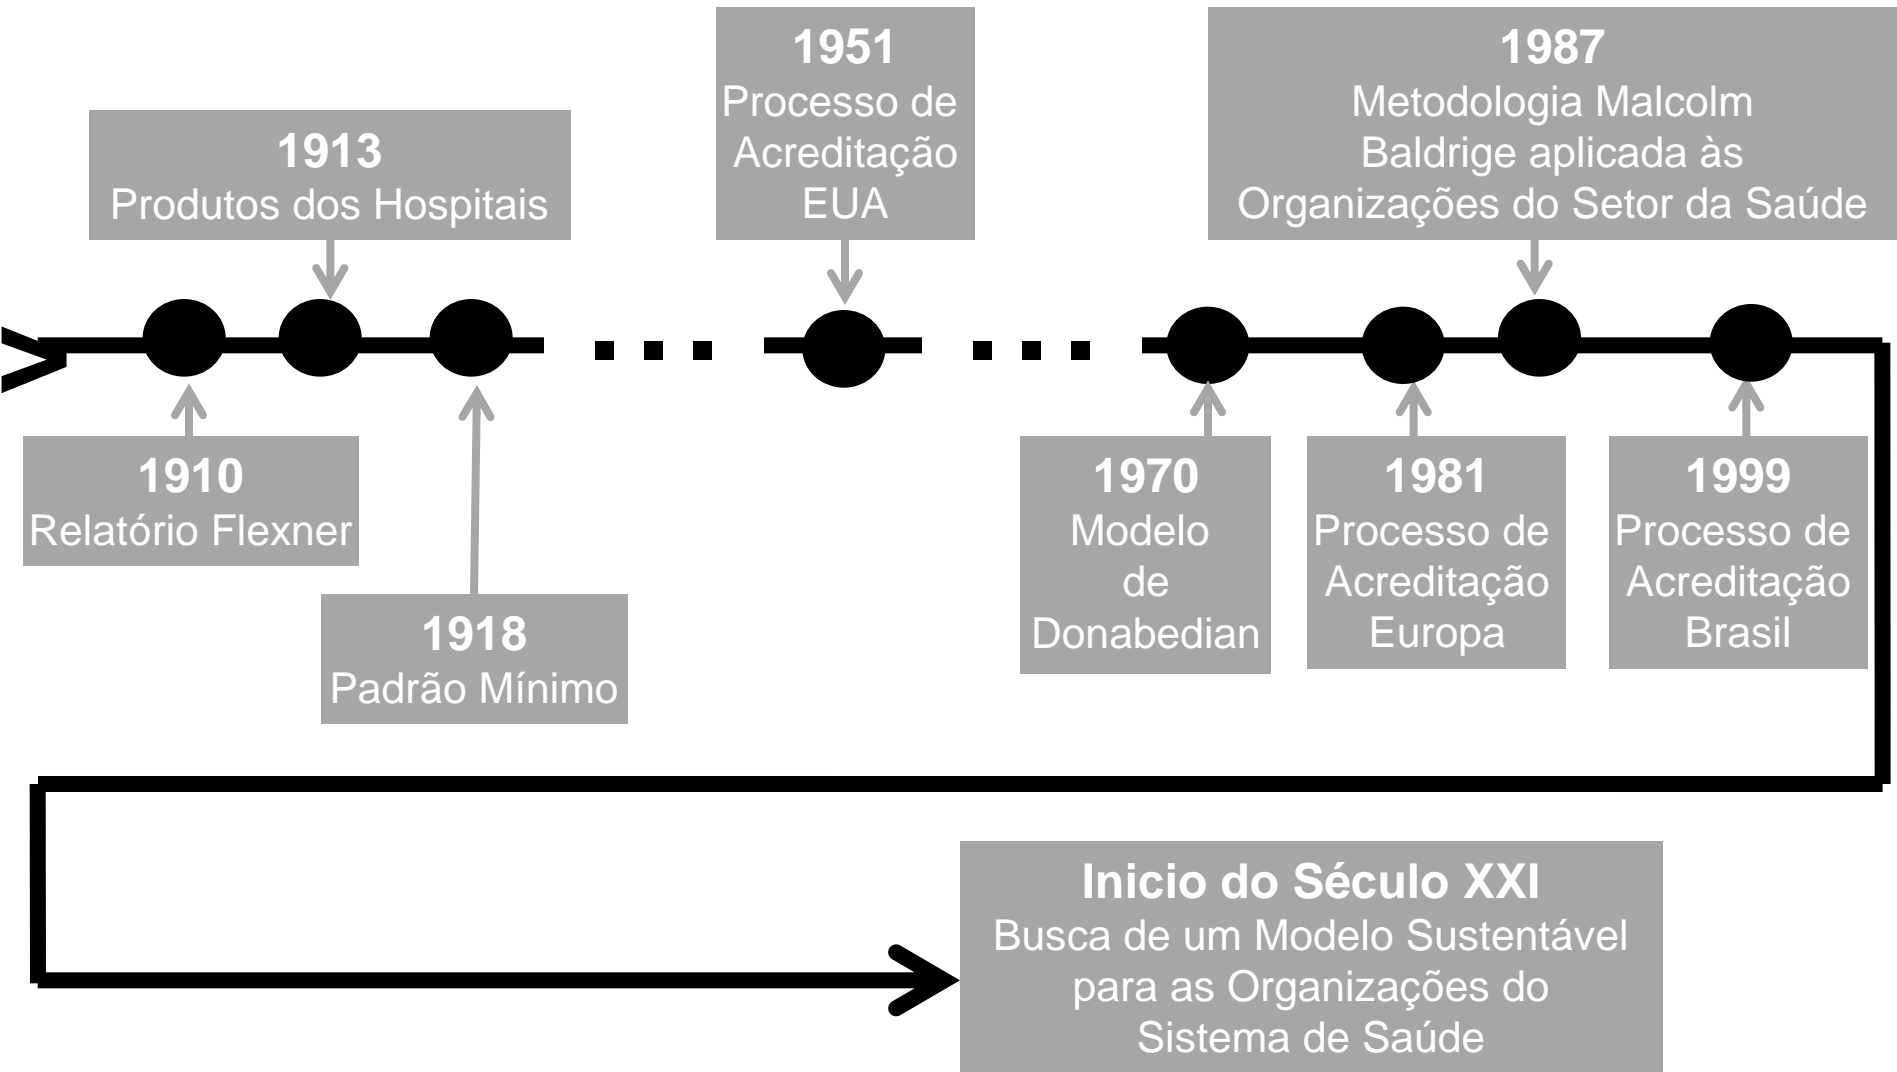 1951
Processo de
Acreditação
EUA
1987
Metodologia Malcolm
Baldrige aplicada às
Organizações do Setor da Saúde
1913
Produtos dos Hospitais
1910
Relatório Flexner
1918
Padrão Mínimo
1970
Modelo
de
Donabedian
1981
Processo de
Acreditação
Europa
1999
Processo de
Acreditação
Brasil
Inicio do Século XXI
Busca de um Modelo Sustentável
para as Organizações do
Sistema de Saúde